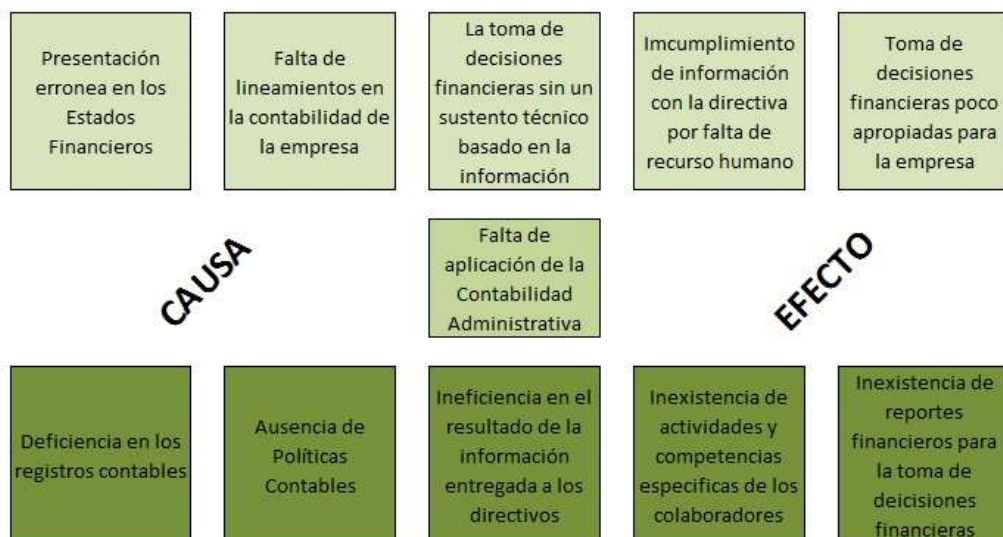 Presentación
erronea en los
Estados
Financieros
Falta de
lineamientos en
la contabilidad de
la empresa
La toma de
decisiones
financieras sin un
sustento técnico
basado en la
información
Imcumplimiento
de información
con la directiva
por falta de
recurso humano
Toma de
decisiones
financieras poco
apropiadas para
la empresa
CAUSA
Falta de
aplicación de la
Contabilidad
Administrativa
EFECTO
Deficiencia en los
registros contables
Ausencia de
Políticas
Contables
Ineficiencia en el
resultado de la
información
entregada a los
directivos
Inexistencia de
actividades y
competencias
especificas de los
colaboradores
Inexistencia de
reportes
financieros para
la toma de
deicisiones
financieras